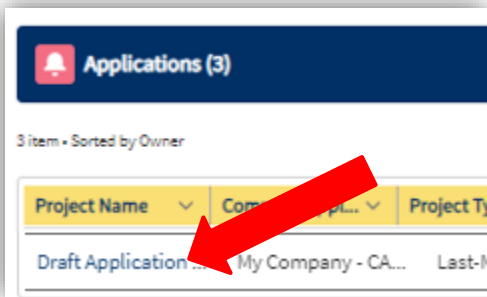 Applications (3)
3 item • Sorted by Owner
Project Name Project Ty
Draft Application ... My Company - CA... Last-M